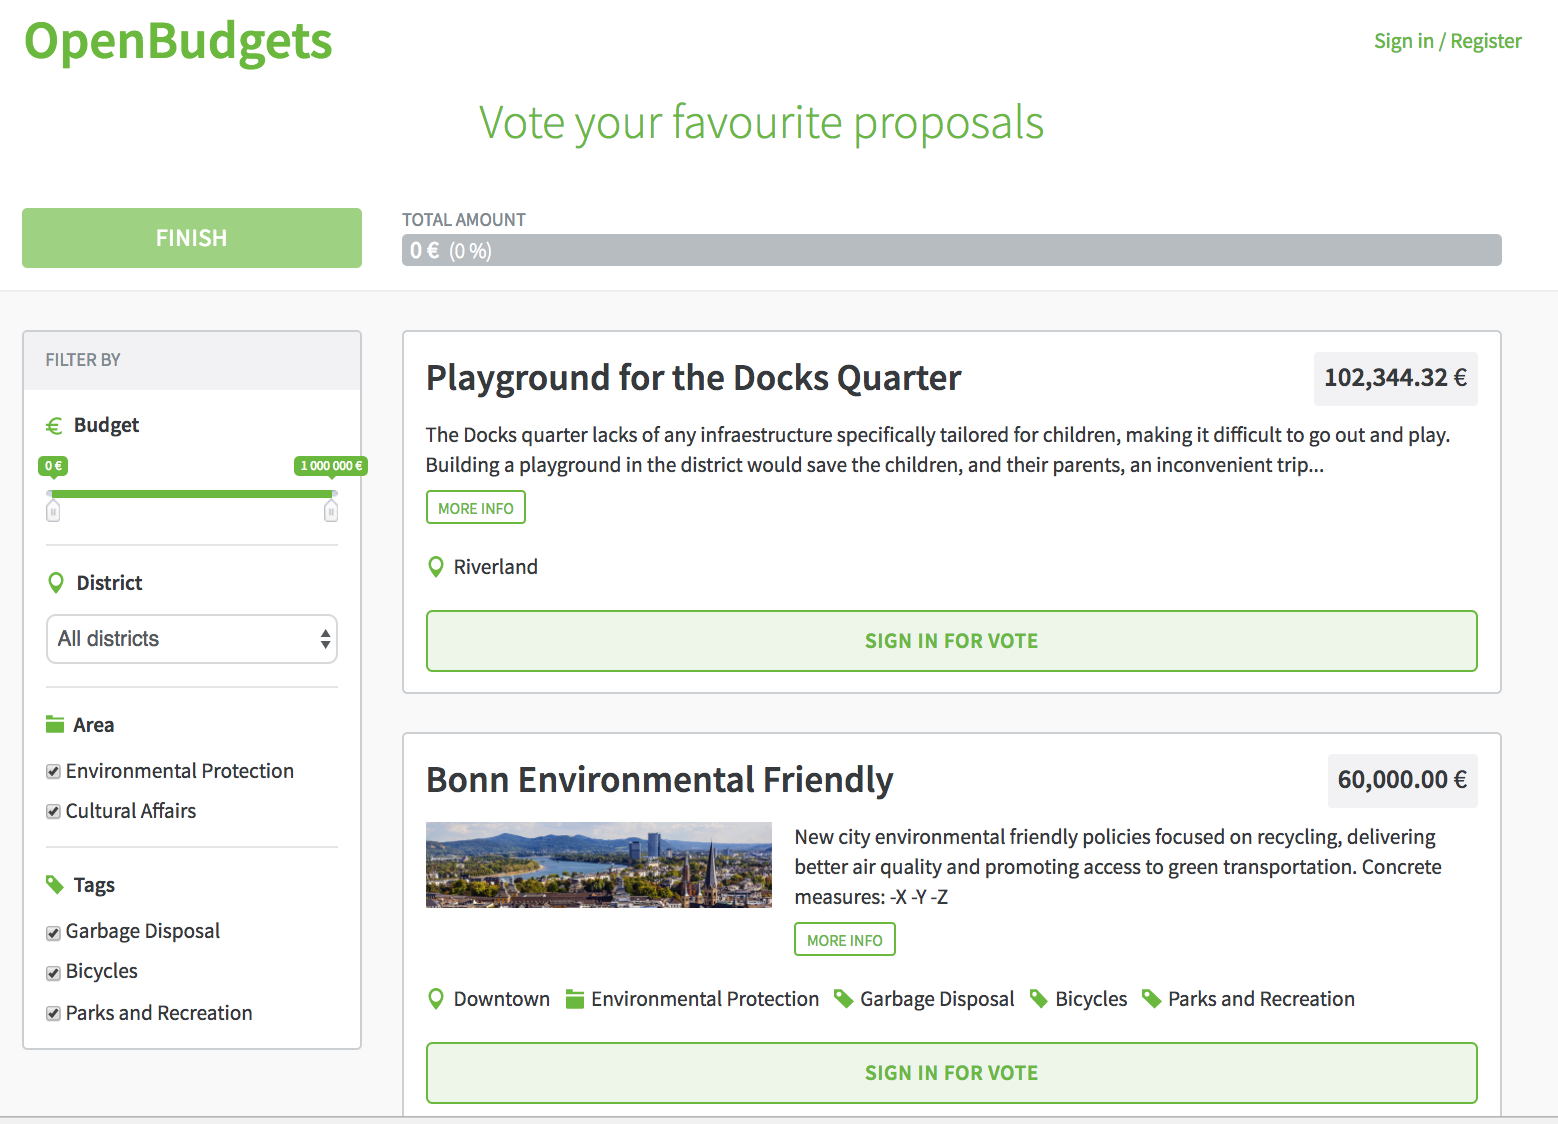 OpenBudgets
Sign in / Register
Vote your favourite proposals
FINISH
TOTAL AMOUNT
0 € (0 %)
FILTER BY
Budget
0 €
1 000 000 €
District
All districts
Area
Environmental Protection
Cultural Affairs
Tags
Garbage Disposal
Bicycles
Parks and Recreation
Playground for the Docks Quarter
102,344.32 €
The Docks quarter lacks of any infraestructure specifically tailored for children, making it difficult to go out and play.
Building a playground in the district would save the children, and their parents, an inconvenient trip...
MORE INFO
Riverland
SIGN IN FOR VOTE
Bonn Environmental Friendly
60,000.00 €
New city environmental friendly policies focused on recycling, delivering
better air quality and promoting access to green transportation. Concrete
measures: -X -Y -Z
MORE INFO
Downtown Environmental Protection Garbage Disposal Bicycles Parks and Recreation
SIGN IN FOR VOTE